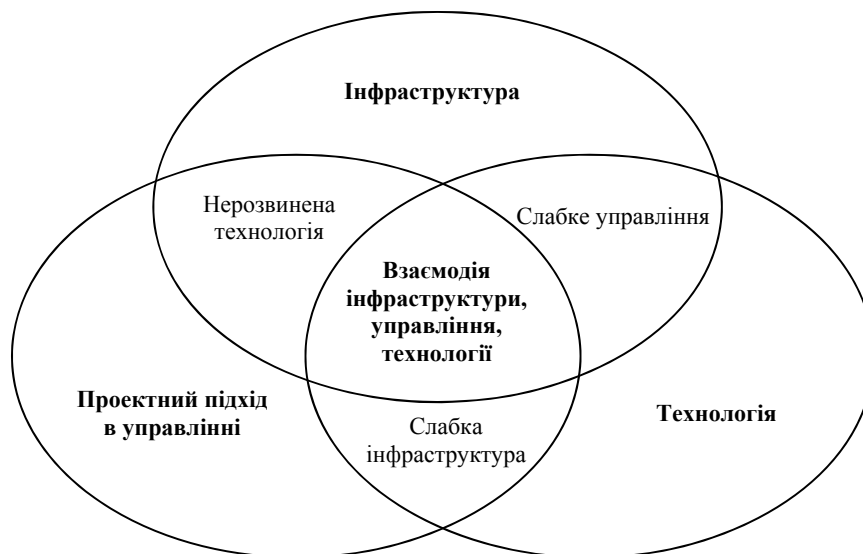 Інфраструктура
Нерозвинена
технологія
Слабке управління
Взаємодія
інфраструктури,
управління,
технології
Проектний підхід
в управлінні
Технологія
Слабка
інфраструктура